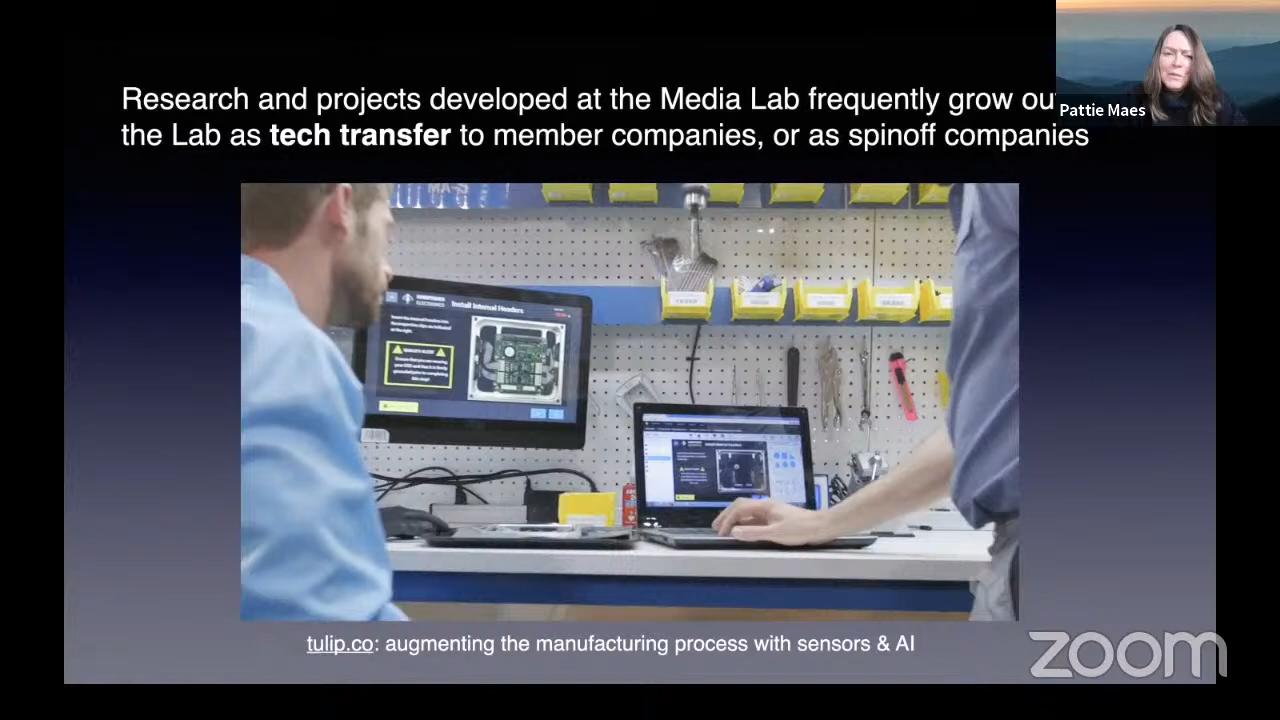 Research and projects developed at the Media Lab frequently grow ou
the Lab as tech transfer to member companies, or as spinoff companies
Pattie Maes
Install Internal Headers
ELECTRONICS
tulip.co: augmenting the manufacturing process with sensors & AI
zoom